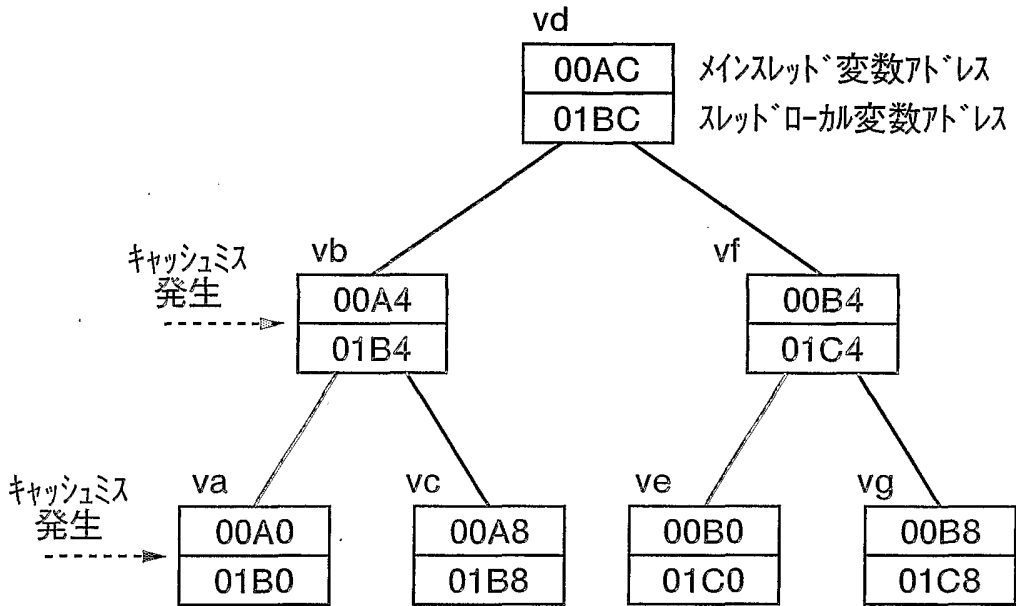 vd
00AC
メインスレッド変数アドレス
01BC
スレッドローカル変数アドレス
キャッシュミス
発生
vb
00A4
01B4
vf
00B4
01C4
キャッシュミス
発生
va
00A0
01B0
vc
00A8
01B8
ve
00B0
01C0
vg
00B8
01C8